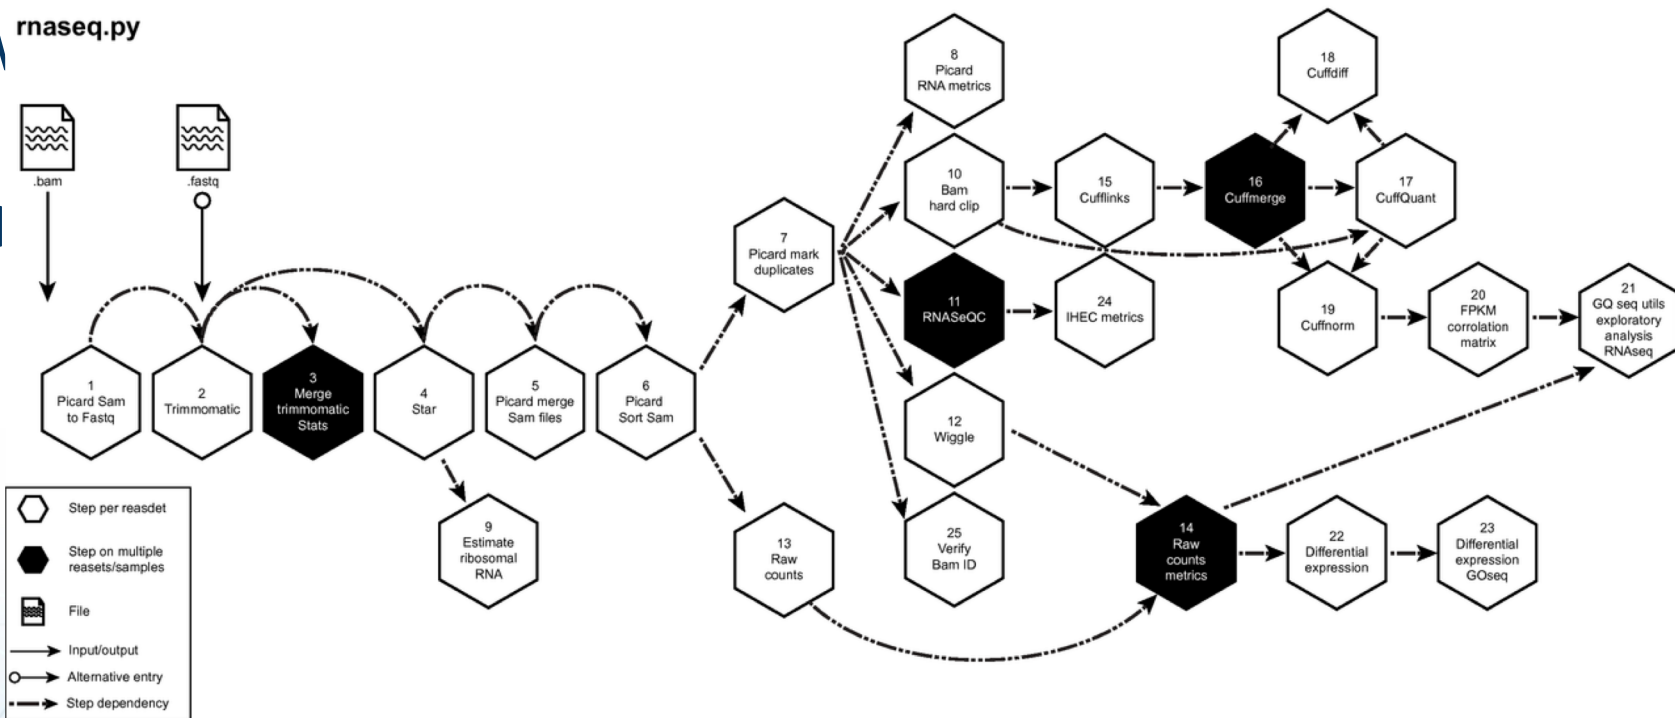 rnaseq.py
.bam
.fastq
1
Picard Sam
to Fastq
2
Trimmomatic
3
Merge
trimmomatic
Stats
4
Star
5
Picard merge
Sam files
6
Picard
Sort Sam
7
Picard mark
duplicates
8
Picard
RNA metrics
9
Estimate
ribosomal
RNA
10
Bam
hard clip
11
RNASeQC
12
Wiggle
13
Raw
counts
14
Raw
counts
metrics
15
Cufflinks
16
Cuffmerge
17
CuffQuant
18
Cuffdiff
19
Cuffnorm
20
FPKM
corrolation
matrix
21
GQ seq utils
exploratory
analysis
RNAseq
22
Differential
expression
23
Differential
expression
GOseq
24
IHEC metrics
25
Verify
Bam ID
Step per reasdet
Step on multiple
reasets/samples
File
Input/output
Alternative entry
Step dependency